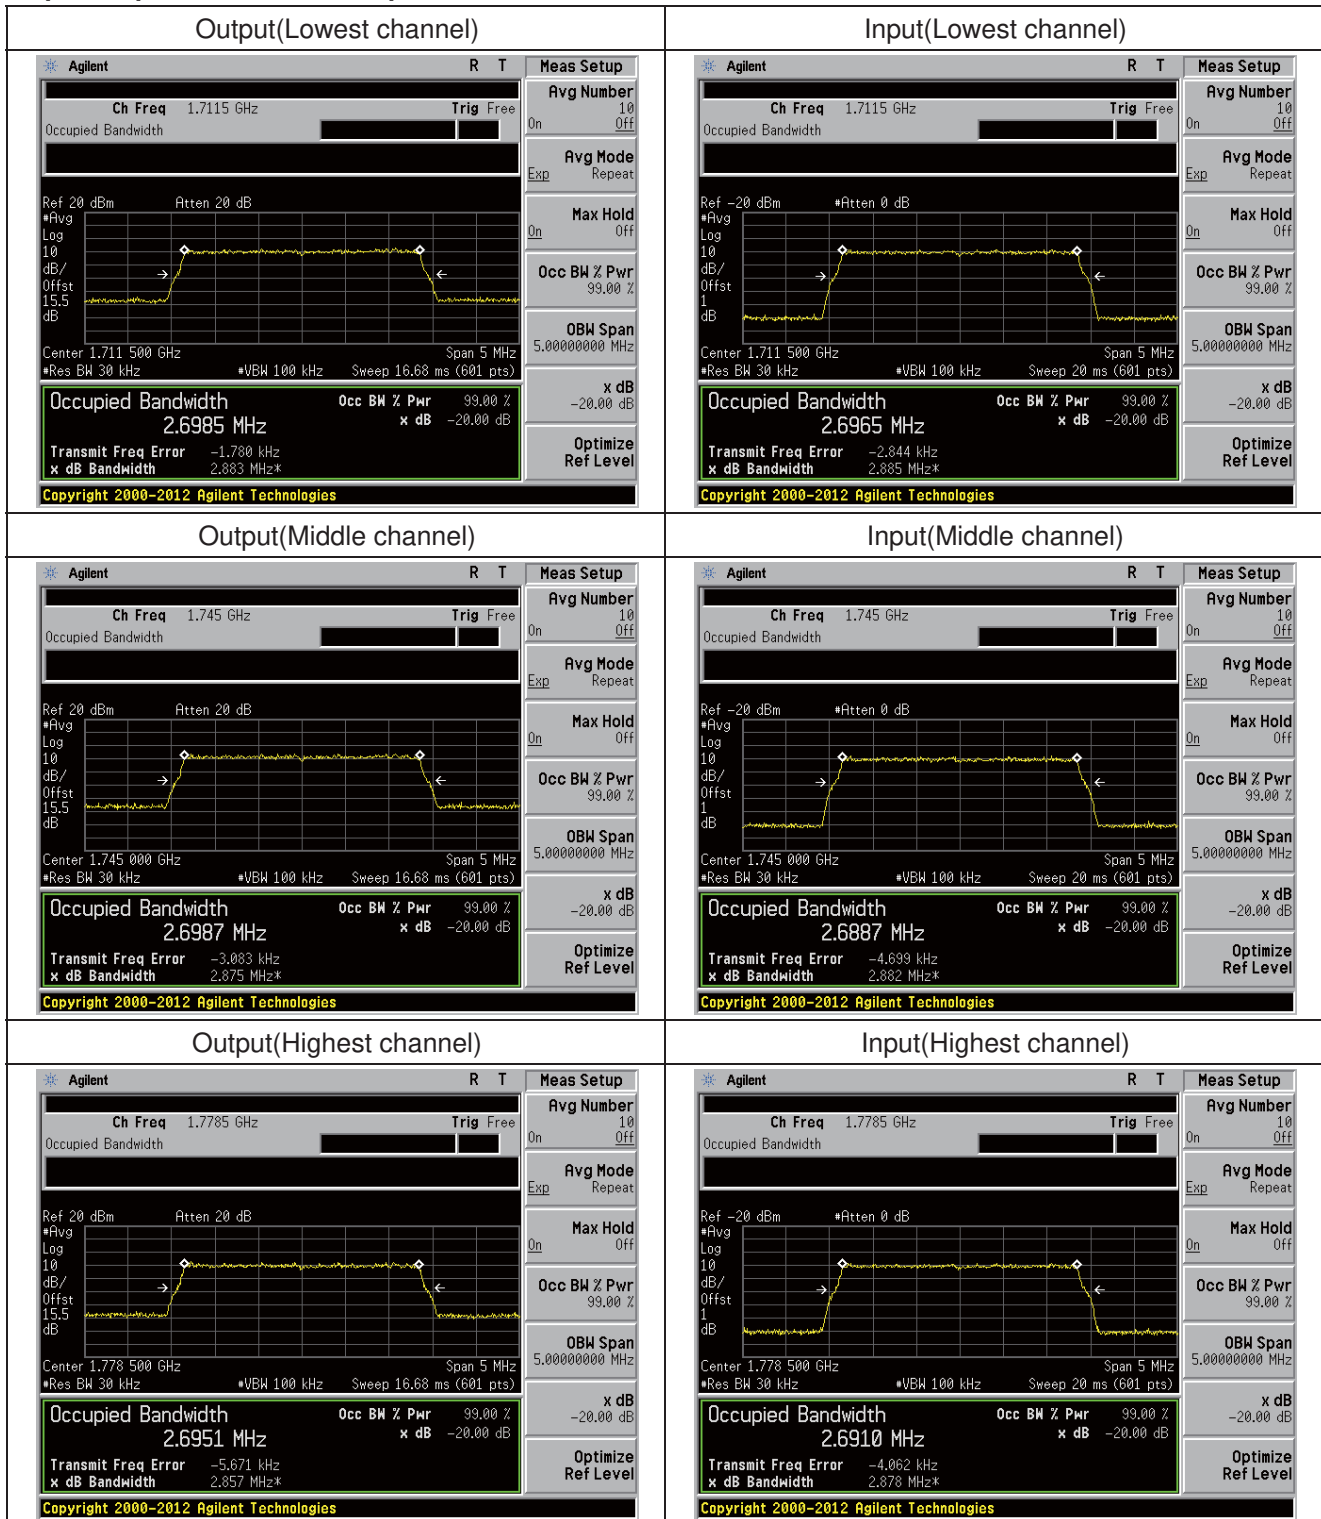 Output(Lowest channel)
Input(Lowest channel)
Agilent R T Meas Setup
Ch Freq 1.7115 GHz Trig Free
Occupied Bandwidth
Avg Number
10
On Off
Avg Mode
Exp Repeat
Ref 20 dBm Atten 20 dB
#Avg
Log
10
dB/
Offst
15.5
dB
Max Hold
On Off
Occ BW % Pwr
99.00 %
OBW Span
5.00000000 MHz
Center 1.711 500 GHz Span 5 MHz
#Res BW 30 kHz #VBW 100 kHz Sweep 16.68 ms (601 pts)
x dB
-20.00 dB
Occupied Bandwidth Occ BW % Pwr 99.00 %
2.6985 MHz x dB -20.00 dB
Optimize
Ref Level
Transmit Freq Error -1.780 kHz
x dB Bandwidth 2.883 MHz*
Copyright 2000-2012 Agilent Technologies
Agilent R T Meas Setup
Ch Freq 1.7115 GHz Trig Free
Occupied Bandwidth
Avg Number
10
On Off
Avg Mode
Exp Repeat
Ref -20 dBm #Atten 0 dB
#Avg
Log
10
dB/
Offst
1
dB
Max Hold
On Off
Occ BW % Pwr
99.00 %
OBW Span
5.00000000 MHz
Center 1.711 500 GHz Span 5 MHz
#Res BW 30 kHz #VBW 100 kHz Sweep 20 ms (601 pts)
x dB
-20.00 dB
Occupied Bandwidth Occ BW % Pwr 99.00 %
2.6965 MHz x dB -20.00 dB
Optimize
Ref Level
Transmit Freq Error -2.844 kHz
x dB Bandwidth 2.885 MHz*
Copyright 2000-2012 Agilent Technologies
Output(Middle channel)
Input(Middle channel)
Agilent R T Meas Setup
Ch Freq 1.745 GHz Trig Free
Occupied Bandwidth
Avg Number
10
On Off
Avg Mode
Exp Repeat
Ref 20 dBm Atten 20 dB
#Avg
Log
10
dB/
Offst
15.5
dB
Max Hold
On Off
Occ BW % Pwr
99.00 %
OBW Span
5.00000000 MHz
Center 1.745 000 GHz Span 5 MHz
#Res BW 30 kHz #VBW 100 kHz Sweep 16.68 ms (601 pts)
x dB
-20.00 dB
Occupied Bandwidth Occ BW % Pwr 99.00 %
2.6987 MHz x dB -20.00 dB
Optimize
Ref Level
Transmit Freq Error -3.083 kHz
x dB Bandwidth 2.875 MHz*
Copyright 2000-2012 Agilent Technologies
Agilent R T Meas Setup
Ch Freq 1.745 GHz Trig Free
Occupied Bandwidth
Avg Number
10
On Off
Avg Mode
Exp Repeat
Ref -20 dBm #Atten 0 dB
#Avg
Log
10
dB/
Offst
1
dB
Max Hold
On Off
Occ BW % Pwr
99.00 %
OBW Span
5.00000000 MHz
Center 1.745 000 GHz Span 5 MHz
#Res BW 30 kHz #VBW 100 kHz Sweep 20 ms (601 pts)
x dB
-20.00 dB
Occupied Bandwidth Occ BW % Pwr 99.00 %
2.6887 MHz x dB -20.00 dB
Optimize
Ref Level
Transmit Freq Error -4.699 kHz
x dB Bandwidth 2.882 MHz*
Copyright 2000-2012 Agilent Technologies
Output(Highest channel)
Input(Highest channel)
Agilent R T Meas Setup
Ch Freq 1.7785 GHz Trig Free
Occupied Bandwidth
Avg Number
10
On Off
Avg Mode
Exp Repeat
Ref 20 dBm Atten 20 dB
#Avg
Log
10
dB/
Offst
15.5
dB
Max Hold
On Off
Occ BW % Pwr
99.00 %
OBW Span
5.00000000 MHz
Center 1.778 500 GHz Span 5 MHz
#Res BW 30 kHz #VBW 100 kHz Sweep 16.68 ms (601 pts)
x dB
-20.00 dB
Occupied Bandwidth Occ BW % Pwr 99.00 %
2.6951 MHz x dB -20.00 dB
Optimize
Ref Level
Transmit Freq Error -5.671 kHz
x dB Bandwidth 2.857 MHz*
Copyright 2000-2012 Agilent Technologies
Agilent R T Meas Setup
Ch Freq 1.7785 GHz Trig Free
Occupied Bandwidth
Avg Number
10
On Off
Avg Mode
Exp Repeat
Ref -20 dBm #Atten 0 dB
#Avg
Log
10
dB/
Offst
1
dB
Max Hold
On Off
Occ BW % Pwr
99.00 %
OBW Span
5.00000000 MHz
Center 1.778 500 GHz Span 5 MHz
#Res BW 30 kHz #VBW 100 kHz Sweep 20 ms (601 pts)
x dB
-20.00 dB
Occupied Bandwidth Occ BW % Pwr 99.00 %
2.6910 MHz x dB -20.00 dB
Optimize
Ref Level
Transmit Freq Error -4.062 kHz
x dB Bandwidth 2.878 MHz*
Copyright 2000-2012 Agilent Technologies